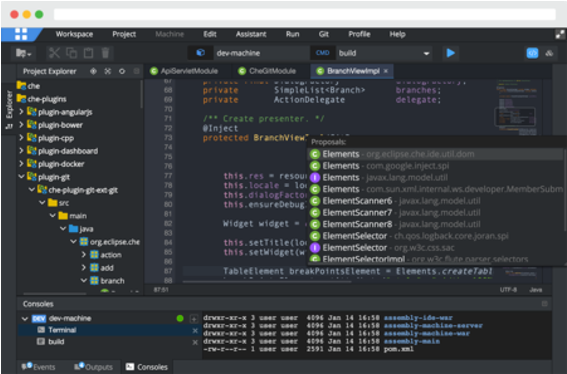 Workspace Project Machine Edit Assistant Run Git Profile Help
dev-machine CMD build
Explorer
Project Explorer
che
che-plugins
plugin-angularjs
plugin-bower
plugin-cpp
plugin-dashboard
plugin-docker
plugin-git
che-plugin-git-ext-git
src
main
java
org.eclipse.che
action
add
branch
ApiServletModule CheGitModule BranchViewImpl
68 private SimpleList<Branch> branches;
69 private ActionDelegate delegate;
70
71 /** Create presenter. */
72 @Inject
73 protected
Proposals:
Elements - org.eclipse.che.ide.util.dom
Elements - com.google.inject.spi
Elements - javax.lang.model.util
Elements - com.sun.xml.internal.ws.developer.MemberSubm
ElementScanner6 - javax.lang.model.util
ElementScanner7 - javax.lang.model.util
ElementScanner8 - javax.lang.model.util
ElementSelector - ch.qos.logback.core.joran.spi
ElementSelector - org.w3c.css.sac
ElementSelectorImpl - org.w3c.flute.parser.selectors
this.res = resou
this.locale = loc
this.dialogFactor
this.ensureDebug
Widget widget =
this.setTitle(loc
this.setWidget(w
87 TableElement breakPointsElement = Elements.createTabl
87:51 UTF-8 Java
Consoles
DEV dev-machine
Terminal
build
drwxr-xr-x 3 user user 4096 Jan 14 16:58 assembly-ide-war
drwxr-xr-x 3 user user 4096 Jan 14 16:58 assembly-machine-server
drwxr-xr-x 3 user user 4096 Jan 14 16:58 assembly-machine-war
drwxr-xr-x 3 user user 4096 Jan 14 16:58 assembly-main
-rw-r--r-- 1 user user 2591 Jan 14 16:58 pom.xml
Events Outputs Consoles